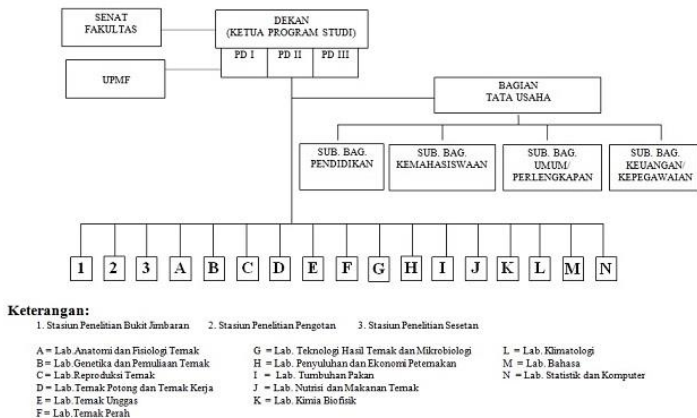 SENAT
FAKULTAS
DEKAN
(KETUA PROGRAM STUDI)
PD I
PD II
PD III
UPMF
BAGIAN
TATA USAHA
SUB. BAG.
PENDIDIKAN
SUB. BAG.
KEMAHASISWAAN
SUB. BAG.
UMUM/
PERLENGKAPAN
SUB. BAG.
KEUANGAN/
KEPEGAWAIAN
1 2 3 A B C D E F G H I J K L M N
Keterangan:
1. Stasiun Penelitian Bukit Jimbaran 2. Stasiun Penelitian Pengotan 3. Stasiun Penelitian Sesetan
A = Lab.Anatomi dan Fisiologi Ternak
B = Lab.Genetika dan Pemuliaan Ternak
C = Lab.Reproduksi Ternak
D = Lab.Ternak Potong dan Ternak Kerja
E = Lab.Ternak Unggas
F = Lab.Ternak Perah
G = Lab. Teknologi Hasil Ternak dan Mikrobiologi
H = Lab. Penyuluhan dan Ekonomi Peternakan
I = Lab. Tumbuhan Pakan
J = Lab. Nutrisi dan Makanan Ternak
K = Lab. Kimia Biofisik
L = Lab. Klimatologi
M = Lab. Bahasa
N = Lab. Statistik dan Komputer